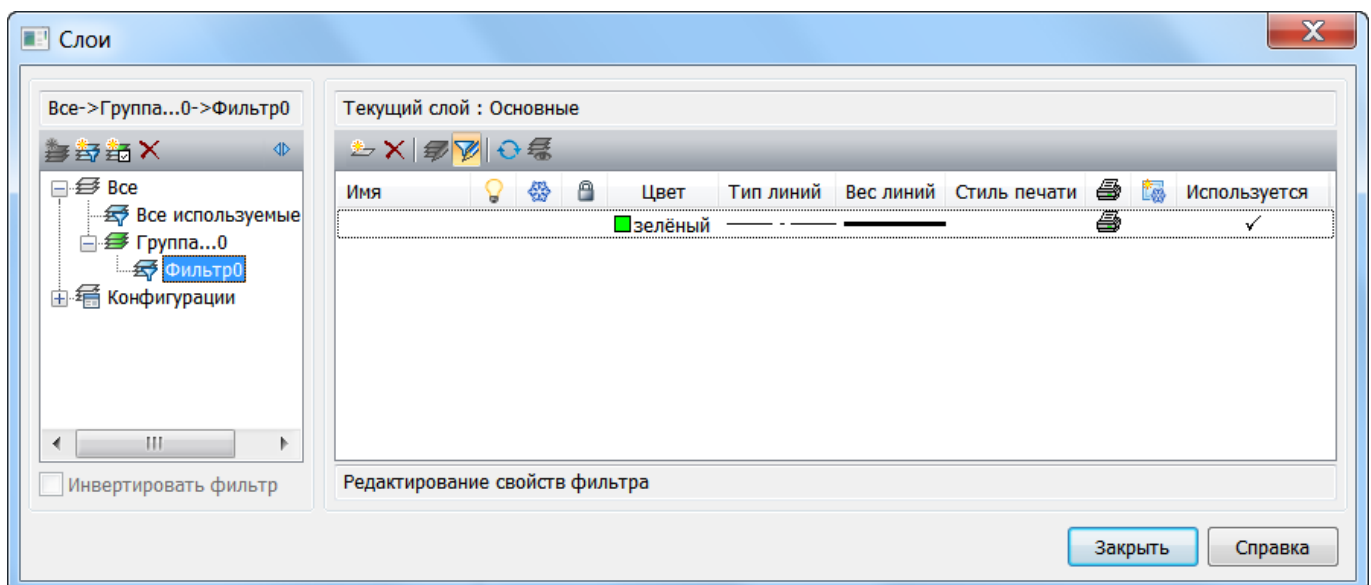 Слои
Все->Группа...0->Фильтр0
Все
Все используемые
Группа...0
Фильтр0
Конфигурации
Инвертировать фильтр
Текущий слой : Основные
Имя Цвет Тип линий Вес линий Стиль печати Используется
зелёный
Редактирование свойств фильтра
Закрыть Справка